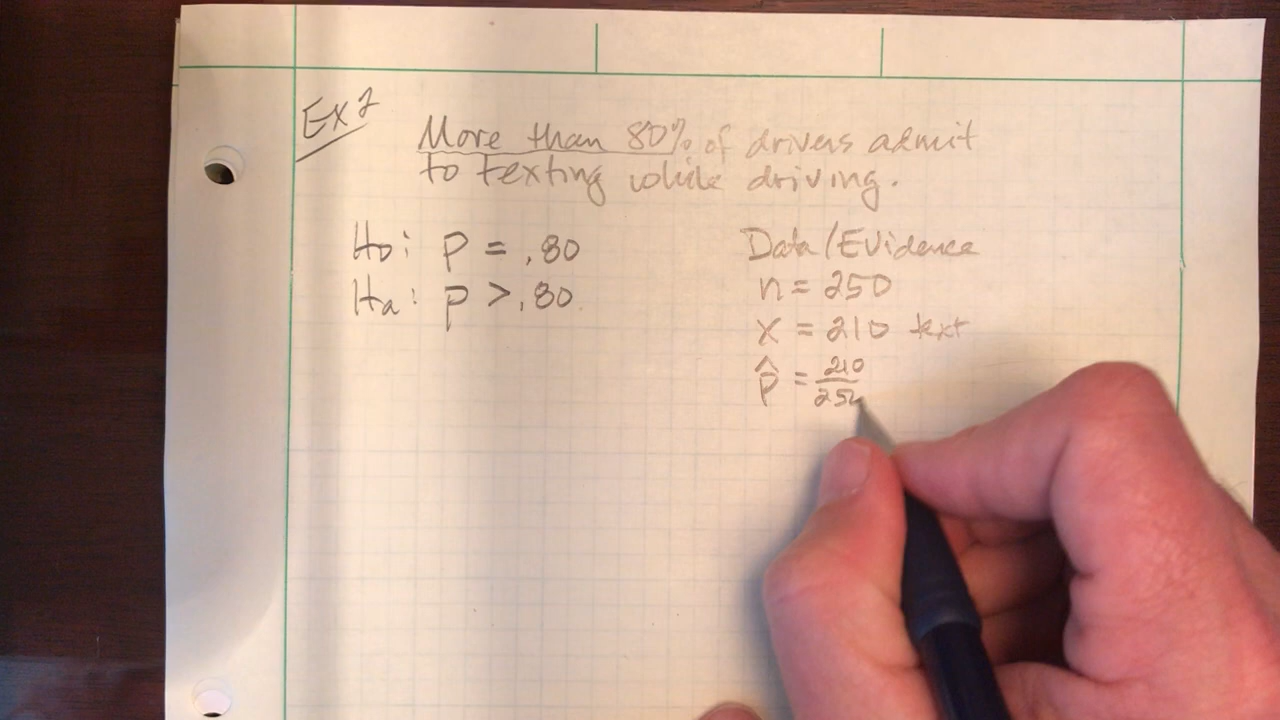 Ex 2
More than 80% of drivers admit
to texting while driving.
Ho: p = .80
Ha: p > .80
Data/Evidence
n = 250
x = 210 text
p̂ = 210/250